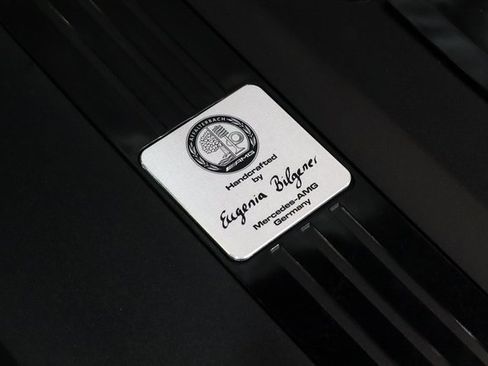 AFFALTERBACH
AMG
Handcrafted
by
Eugenia Bilgener
Mercedes-AMG
Germany